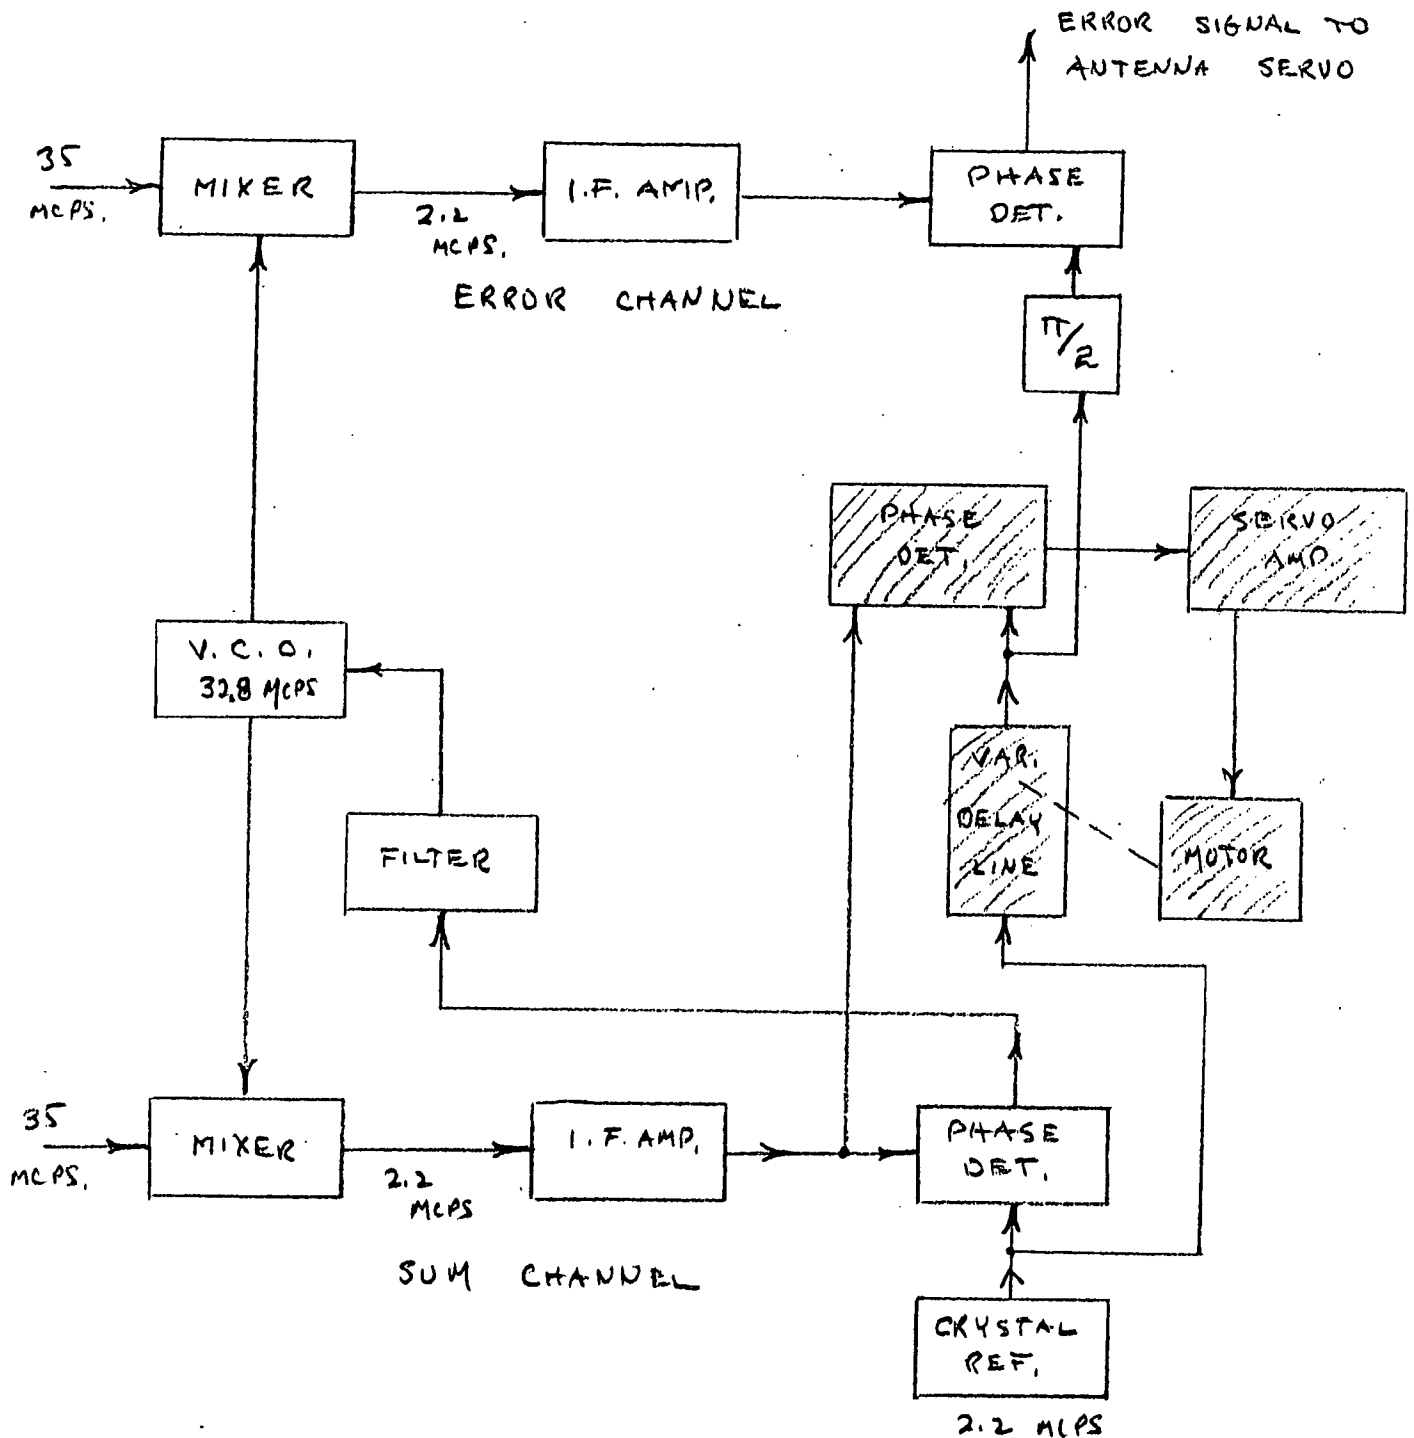 ERROR SIGNAL TO
ANTENNA SERVO
35
MCPS.
MIXER
2.2
MCPS.
I.F. AMP.
PHASE
DET.
ERROR CHANNEL
π/2
PHASE
DET.
SERVO
AMP.
V.C.O.
32.8 MCPS
VAR.
DELAY
LINE
MOTOR
FILTER
35
MCPS.
MIXER
2.2
MCPS
I.F. AMP.
PHASE
DET.
SUM CHANNEL
CRYSTAL
REF.
2.2 MCPS